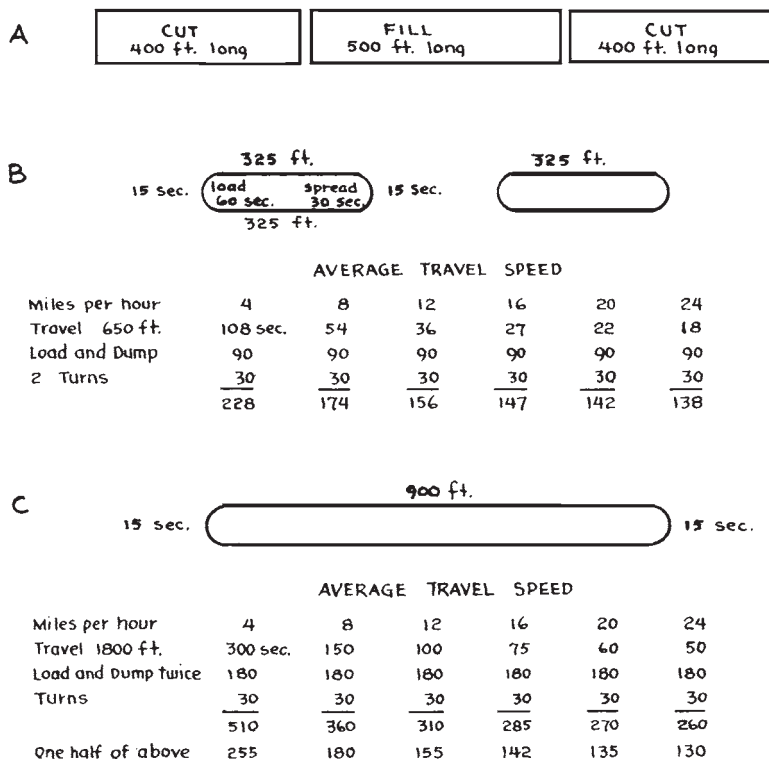 A
CUT
400 ft. long
FILL
500 ft. long
CUT
400 ft. long
B
325 ft.
15 sec.
load
60 sec.
spread
30 sec.
15 sec.
325 ft.
325 ft.
AVERAGE TRAVEL SPEED
Miles per hour 4 8 12 16 20 24
Travel 650 ft. 108 sec. 54 36 27 22 18
Load and Dump 90 90 90 90 90 90
2 Turns 30 30 30 30 30 30
228 174 156 147 142 138
C
900 ft.
15 sec.
15 sec.
AVERAGE TRAVEL SPEED
Miles per hour 4 8 12 16 20 24
Travel 1800 ft. 300 sec. 150 100 75 60 50
Load and Dump twice 180 180 180 180 180 180
Turns 30 30 30 30 30 30
510 360 310 285 270 260
One half of above 255 180 155 142 135 130